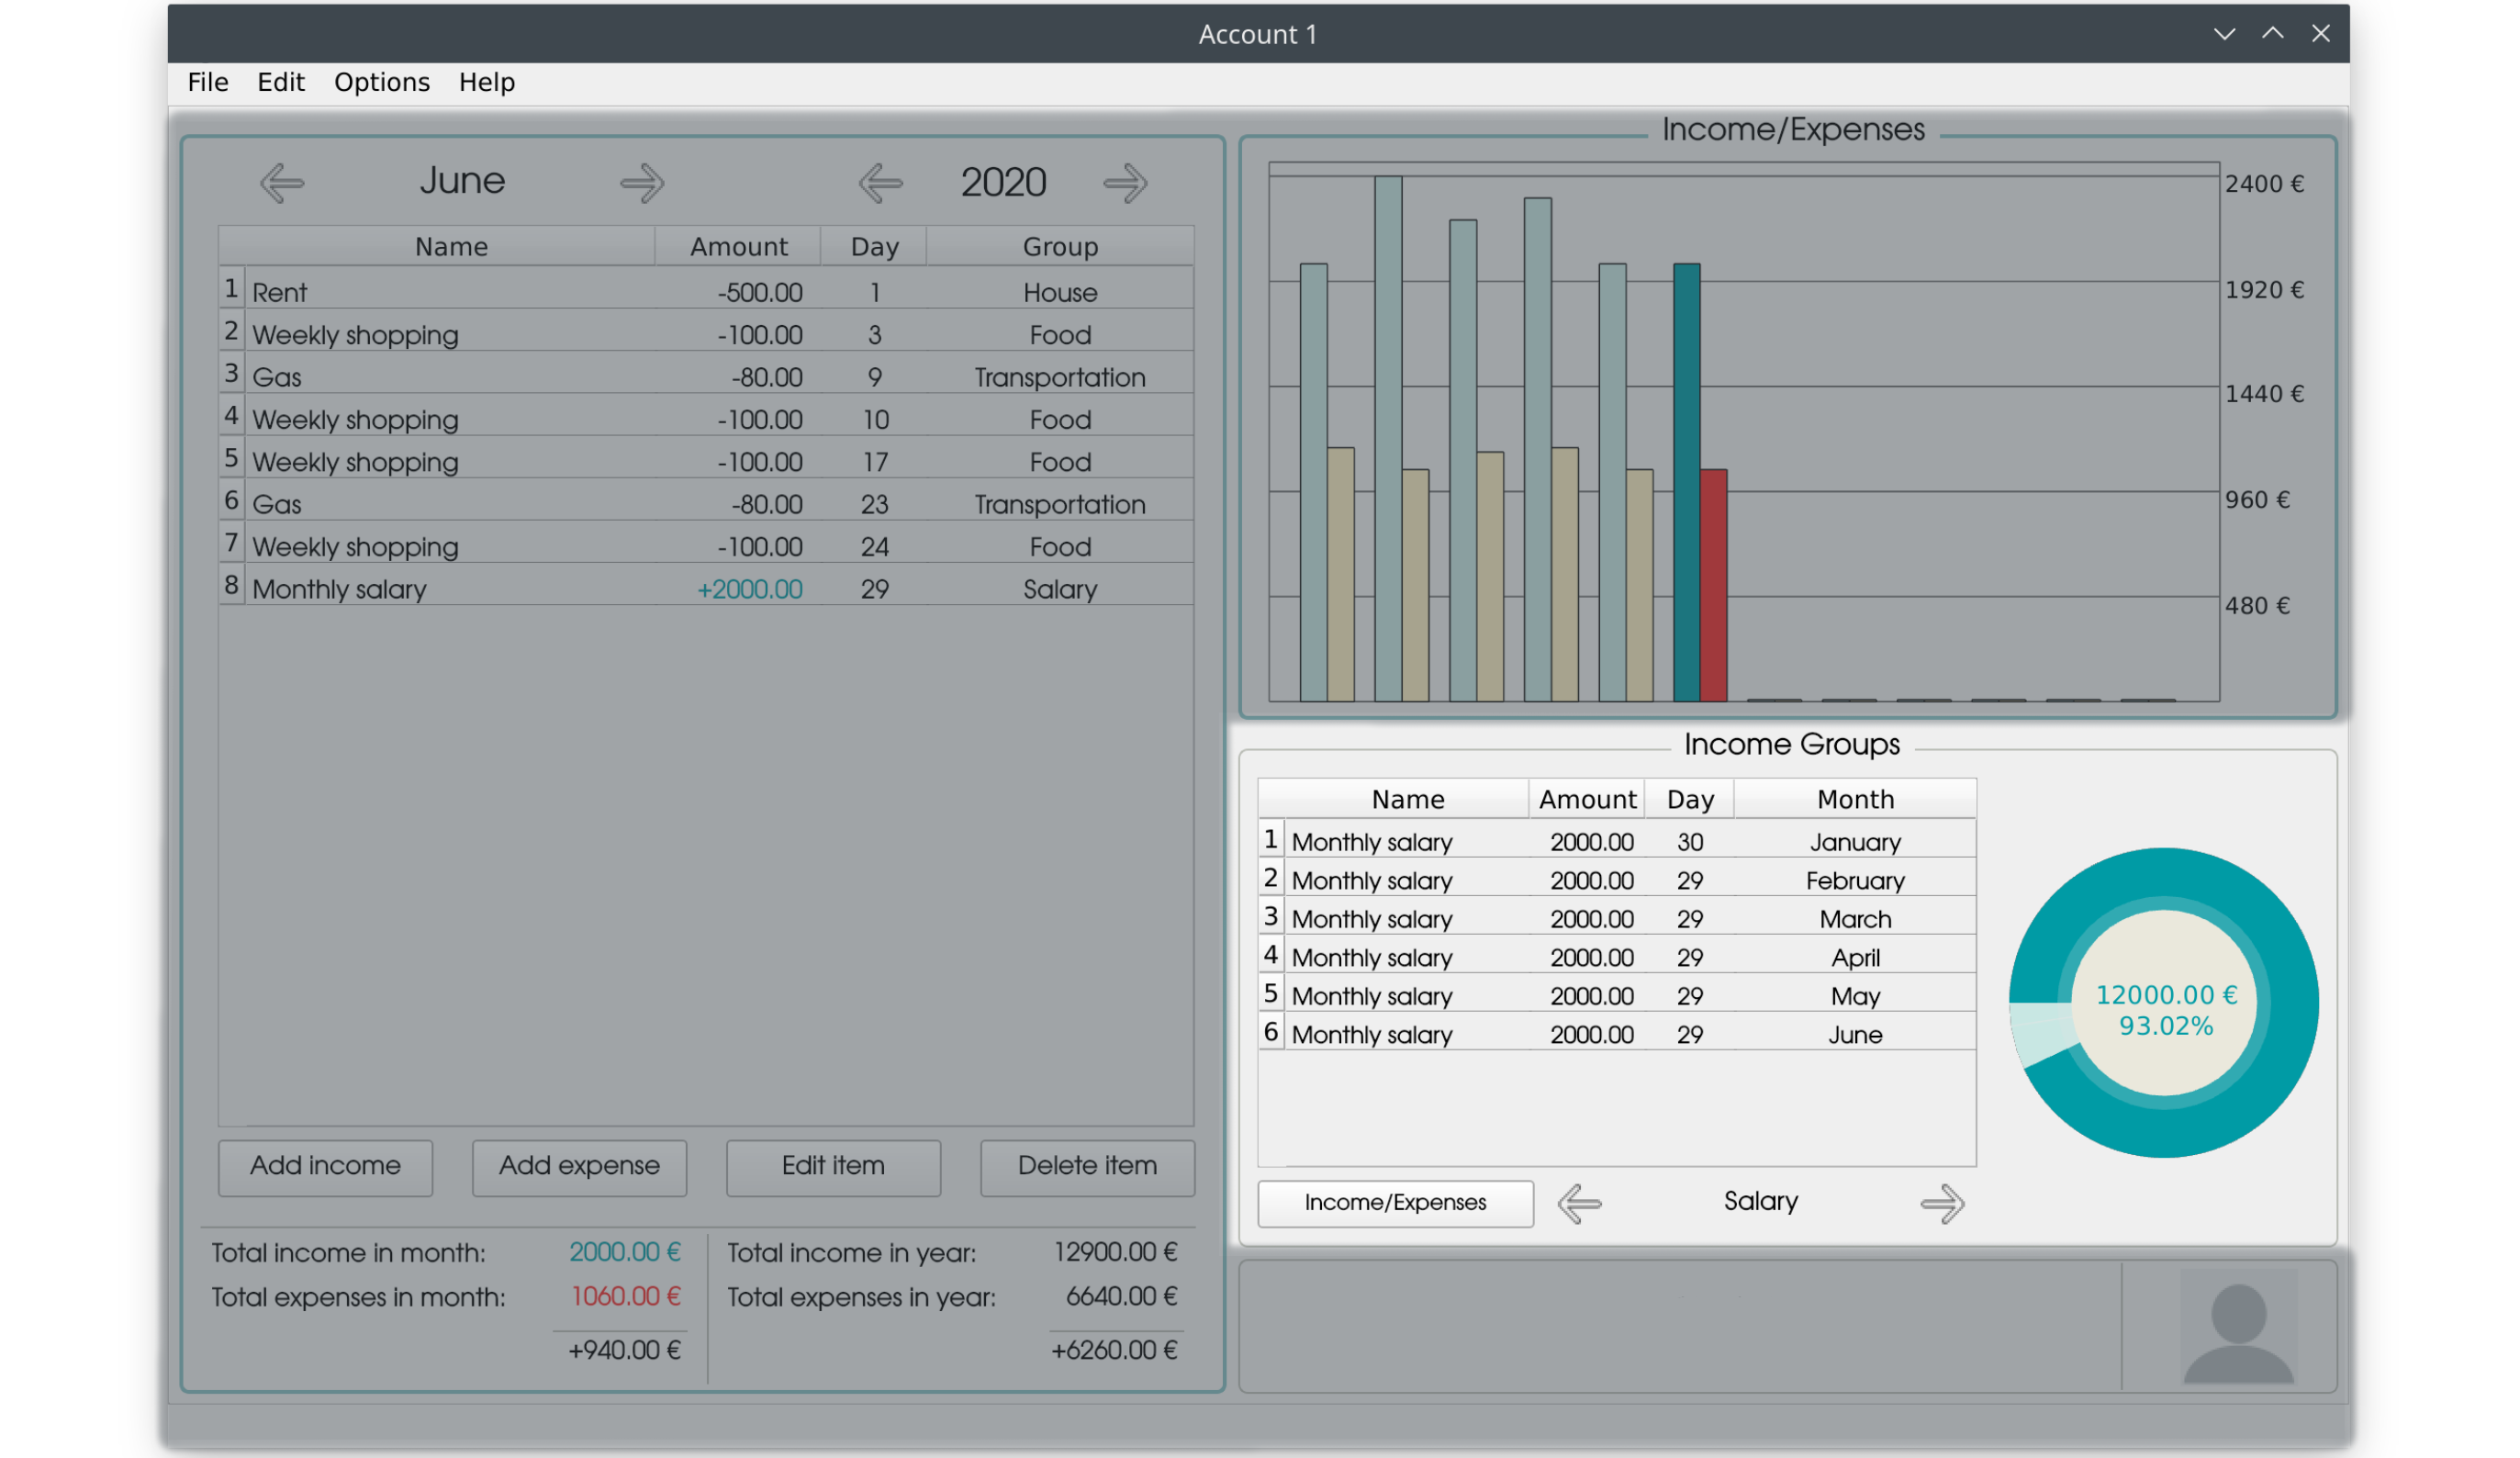 Account 1
File Edit Options Help
June 2020
Name Amount Day Group
1 Rent -500.00 1 House
2 Weekly shopping -100.00 3 Food
3 Gas -80.00 9 Transportation
4 Weekly shopping -100.00 10 Food
5 Weekly shopping -100.00 17 Food
6 Gas -80.00 23 Transportation
7 Weekly shopping -100.00 24 Food
8 Monthly salary +2000.00 29 Salary
Add income Add expense Edit item Delete item
Total income in month: 2000.00 € Total income in year: 12900.00 €
Total expenses in month: 1060.00 € Total expenses in year: 6640.00 €
+940.00 € +6260.00 €
Income/Expenses
2400 €
1920 €
1440 €
960 €
480 €
Income Groups
Name Amount Day Month
1 Monthly salary 2000.00 30 January
2 Monthly salary 2000.00 29 February
3 Monthly salary 2000.00 29 March
4 Monthly salary 2000.00 29 April
5 Monthly salary 2000.00 29 May
6 Monthly salary 2000.00 29 June
12000.00 €
93.02%
Income/Expenses Salary